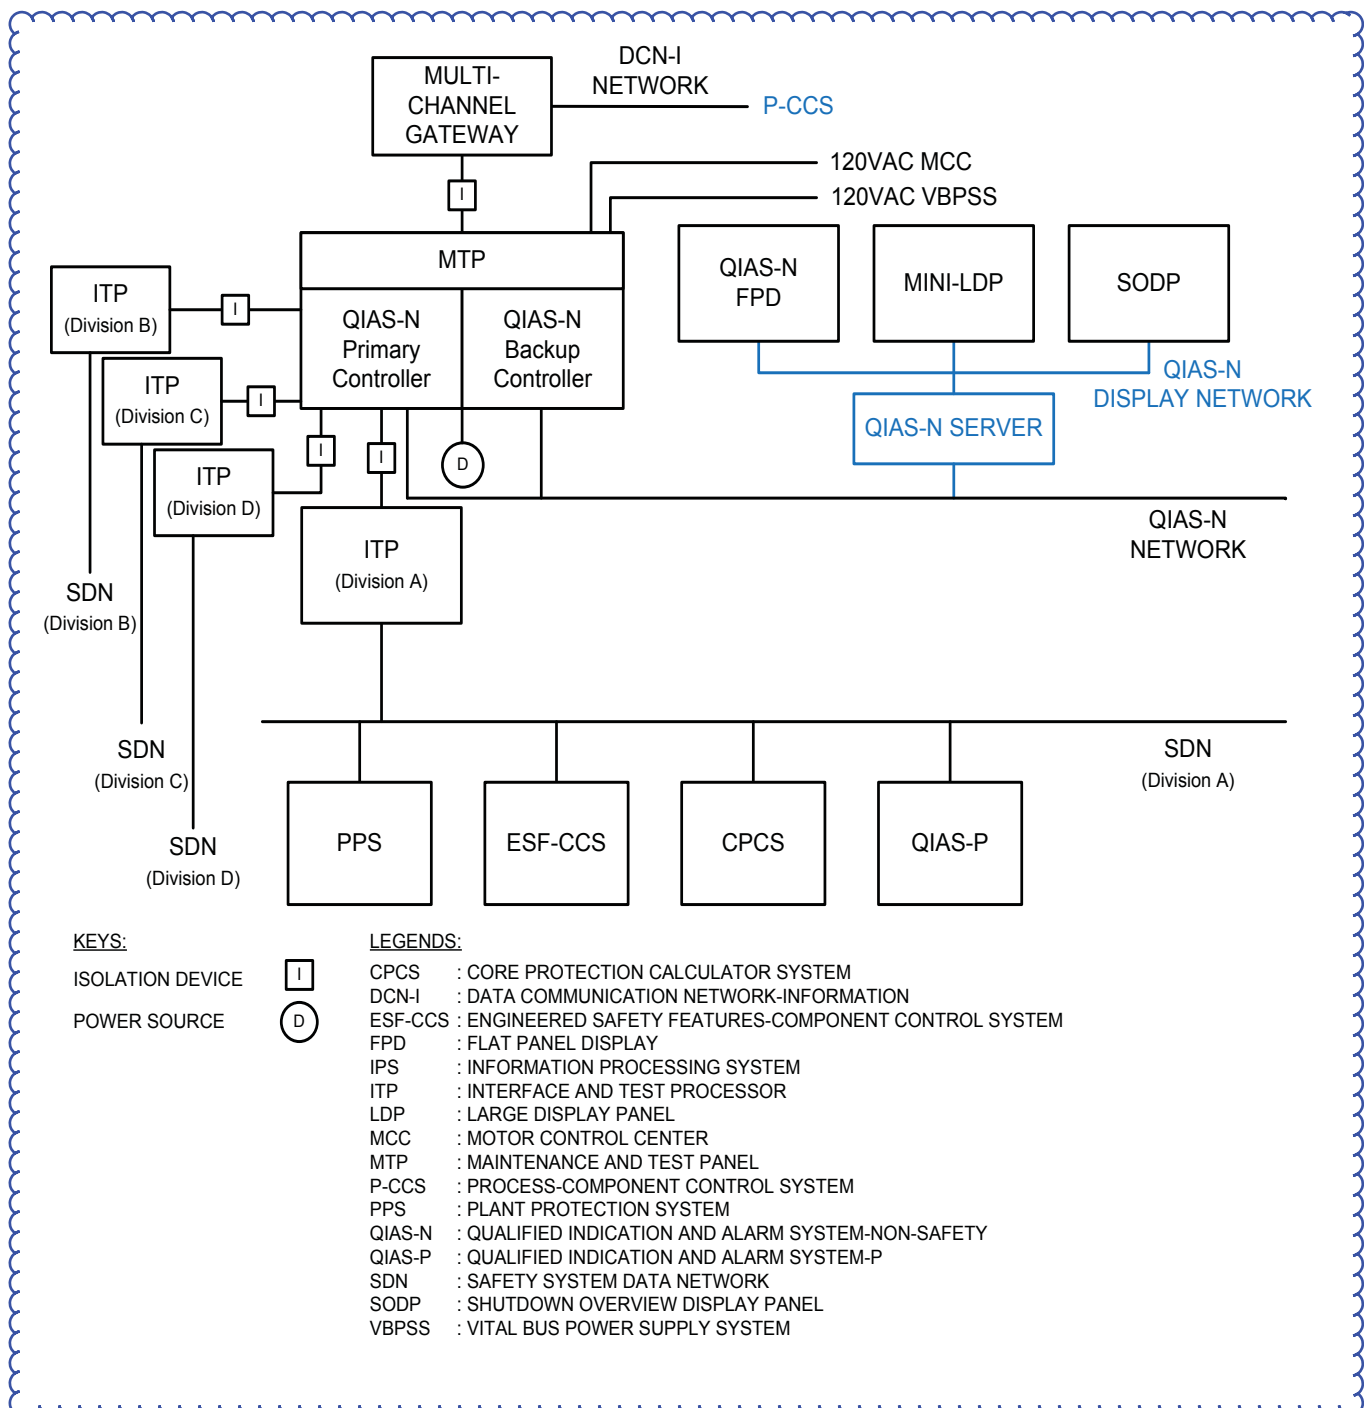 DCN-I
NETWORK
MULTI-
CHANNEL
GATEWAY
P-CCS
I
120VAC MCC
120VAC VBPSS
MTP
QIAS-N
Primary
Controller
QIAS-N
Backup
Controller
QIAS-N
FPD
MINI-LDP
SODP
ITP
(Division B)
I
ITP
(Division C)
I
ITP
(Division D)
I
I
D
QIAS-N
DISPLAY NETWORK
QIAS-N SERVER
QIAS-N
NETWORK
ITP
(Division A)
SDN
(Division B)
SDN
(Division C)
SDN
(Division D)
SDN
(Division A)
PPS
ESF-CCS
CPCS
QIAS-P
KEYS:
ISOLATION DEVICE I
POWER SOURCE D
LEGENDS:
CPCS : CORE PROTECTION CALCULATOR SYSTEM
DCN-I : DATA COMMUNICATION NETWORK-INFORMATION
ESF-CCS : ENGINEERED SAFETY FEATURES-COMPONENT CONTROL SYSTEM
FPD : FLAT PANEL DISPLAY
IPS : INFORMATION PROCESSING SYSTEM
ITP : INTERFACE AND TEST PROCESSOR
LDP : LARGE DISPLAY PANEL
MCC : MOTOR CONTROL CENTER
MTP : MAINTENANCE AND TEST PANEL
P-CCS : PROCESS-COMPONENT CONTROL SYSTEM
PPS : PLANT PROTECTION SYSTEM
QIAS-N : QUALIFIED INDICATION AND ALARM SYSTEM-NON-SAFETY
QIAS-P : QUALIFIED INDICATION AND ALARM SYSTEM-P
SDN : SAFETY SYSTEM DATA NETWORK
SODP : SHUTDOWN OVERVIEW DISPLAY PANEL
VBPSS : VITAL BUS POWER SUPPLY SYSTEM